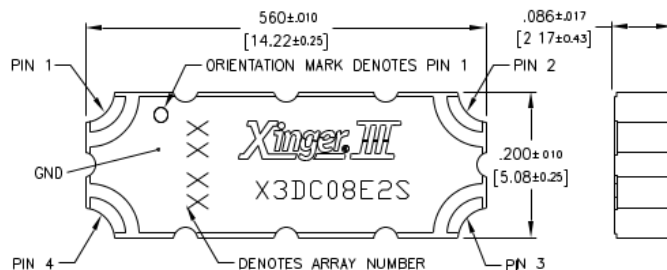 560±.010
[14.22±0.25]
.086±.017
[2 17±0.43]
PIN 1
ORIENTATION MARK DENOTES PIN 1
PIN 2
Xinger III
GND
X3DC08E2S
.200±010
[5.08±0.25]
XX XX
PIN 4
DENOTES ARRAY NUMBER
PIN 3